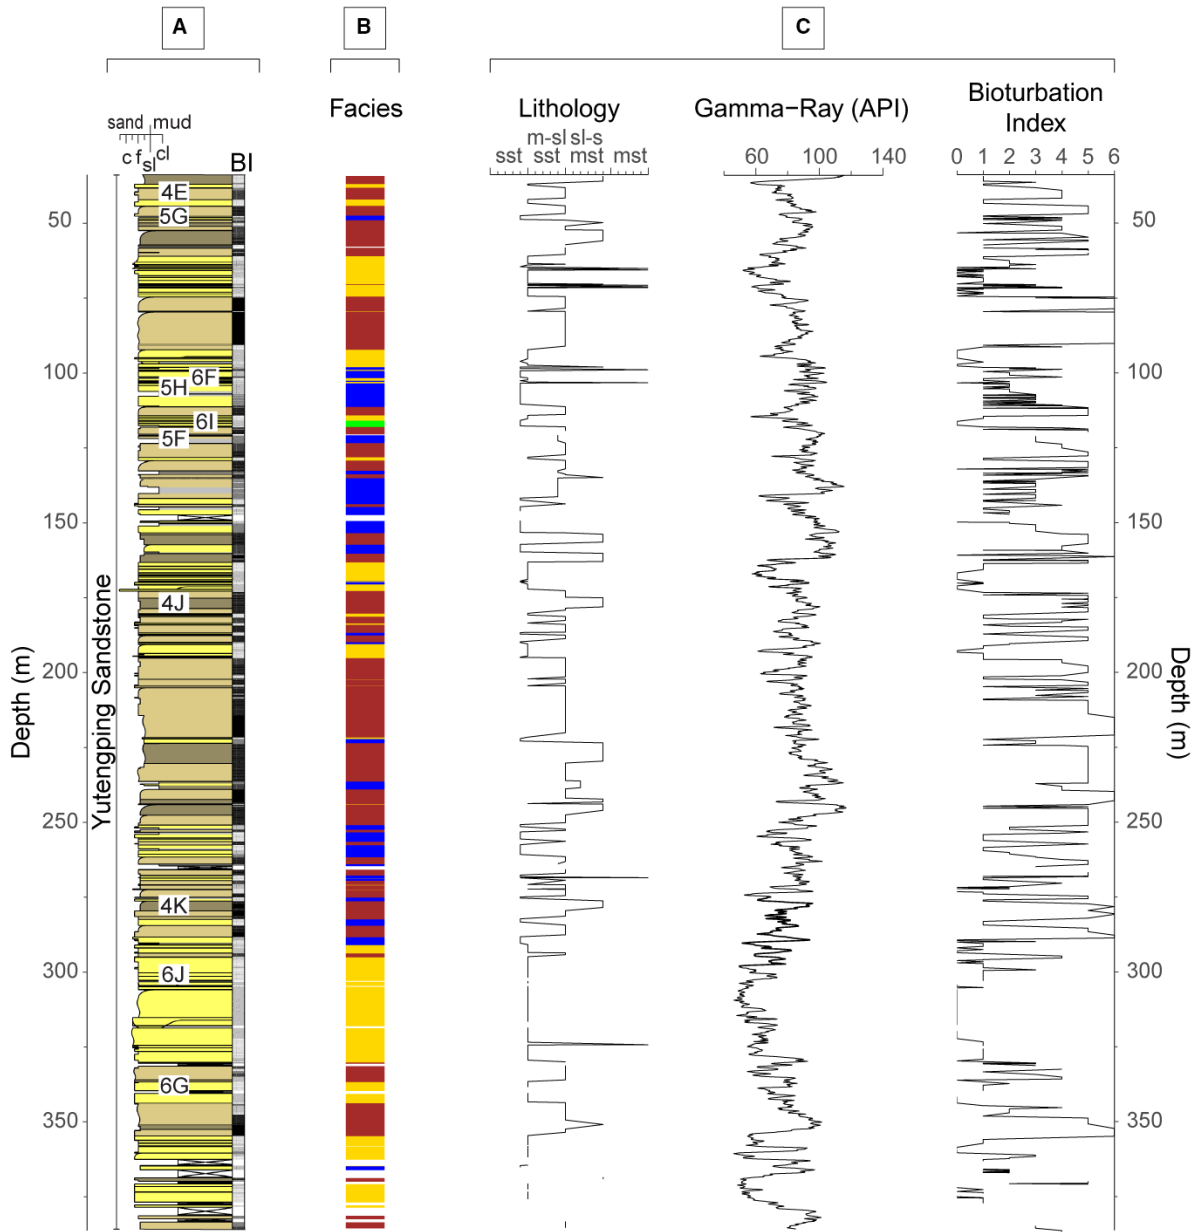 A
B
C
Facies
Lithology
Gamma-Ray (API)
Bioturbation
Index
sand mud
c f sl cl
BI
m-sl sl-s
sst sst mst mst
60 100 140
0 1 2 3 4 5 6
4E
5G
6F
5H
6I
5F
4J
4K
6J
6G
50
100
150
200
250
300
350
Depth (m)
Yutengping Sandstone
50
100
150
200
250
300
350
Depth (m)